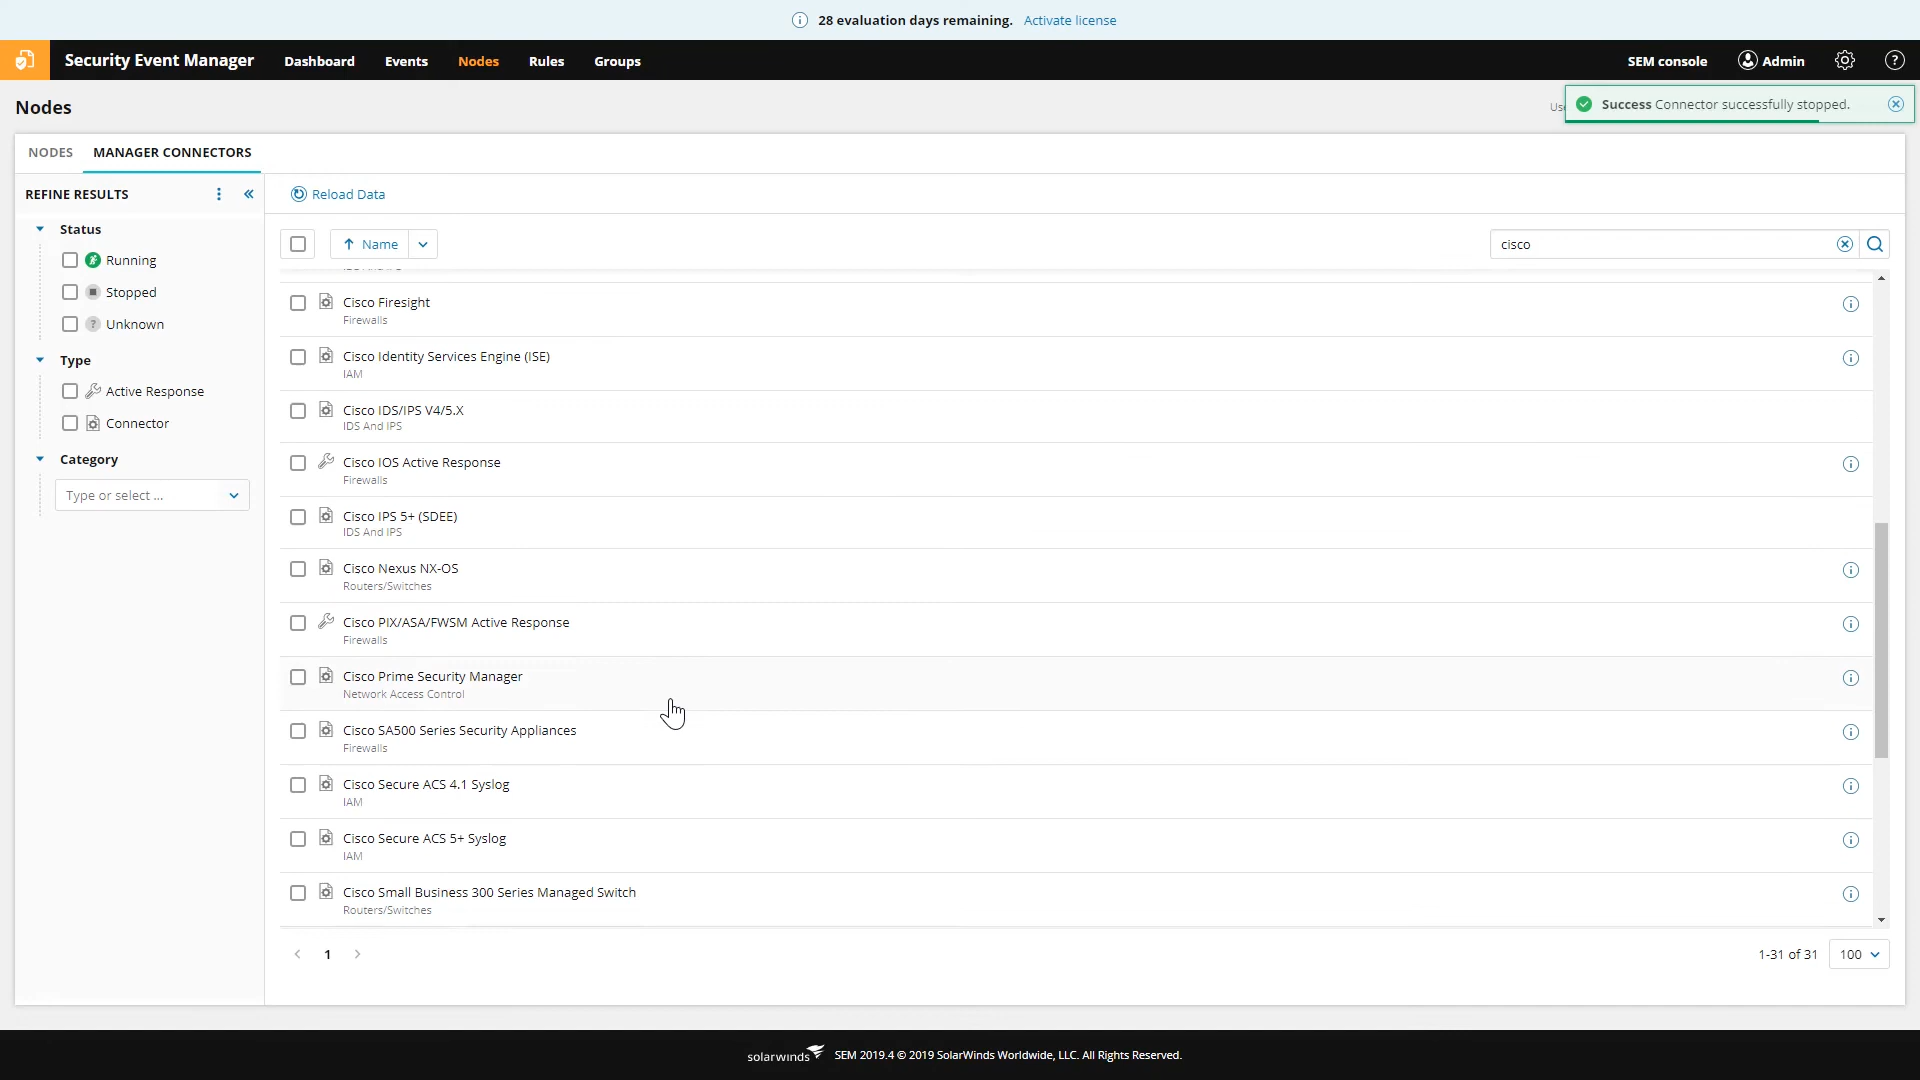 28 evaluation days remaining. Activate license
Security Event Manager Dashboard Events Nodes Rules Groups SEM console Admin
Nodes
Success Connector successfully stopped.
NODES MANAGER CONNECTORS
REFINE RESULTS
Reload Data
Status
Running
Stopped
Unknown
Type
Active Response
Connector
Category
Type or select ...
Name
cisco
Cisco Firesight
Firewalls
Cisco Identity Services Engine (ISE)
IAM
Cisco IDS/IPS V4/5.X
IDS And IPS
Cisco IOS Active Response
Firewalls
Cisco IPS 5+ (SDEE)
IDS And IPS
Cisco Nexus NX-OS
Routers/Switches
Cisco PIX/ASA/FWSM Active Response
Firewalls
Cisco Prime Security Manager
Network Access Control
Cisco SA500 Series Security Appliances
Firewalls
Cisco Secure ACS 4.1 Syslog
IAM
Cisco Secure ACS 5+ Syslog
IAM
Cisco Small Business 300 Series Managed Switch
Routers/Switches
1
1-31 of 31 100
solarwinds SEM 2019.4 © 2019 SolarWinds Worldwide, LLC. All Rights Reserved.